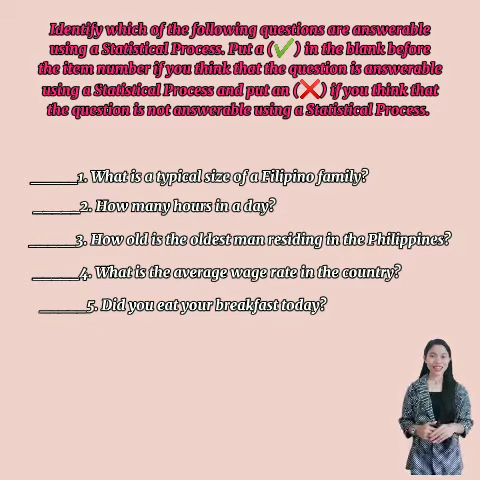 Identify which of the following questions are answerable
using a Statistical Process. Put a (✅) in the blank before
the item number if you think that the question is answerable
using a Statistical Process and put an (❌) if you think that
the question is not answerable using a Statistical Process.
______1. What is a typical size of a Filipino family?
______2. How many hours in a day?
______3. How old is the oldest man residing in the Philippines?
______4. What is the average wage rate in the country?
______5. Did you eat your breakfast today?